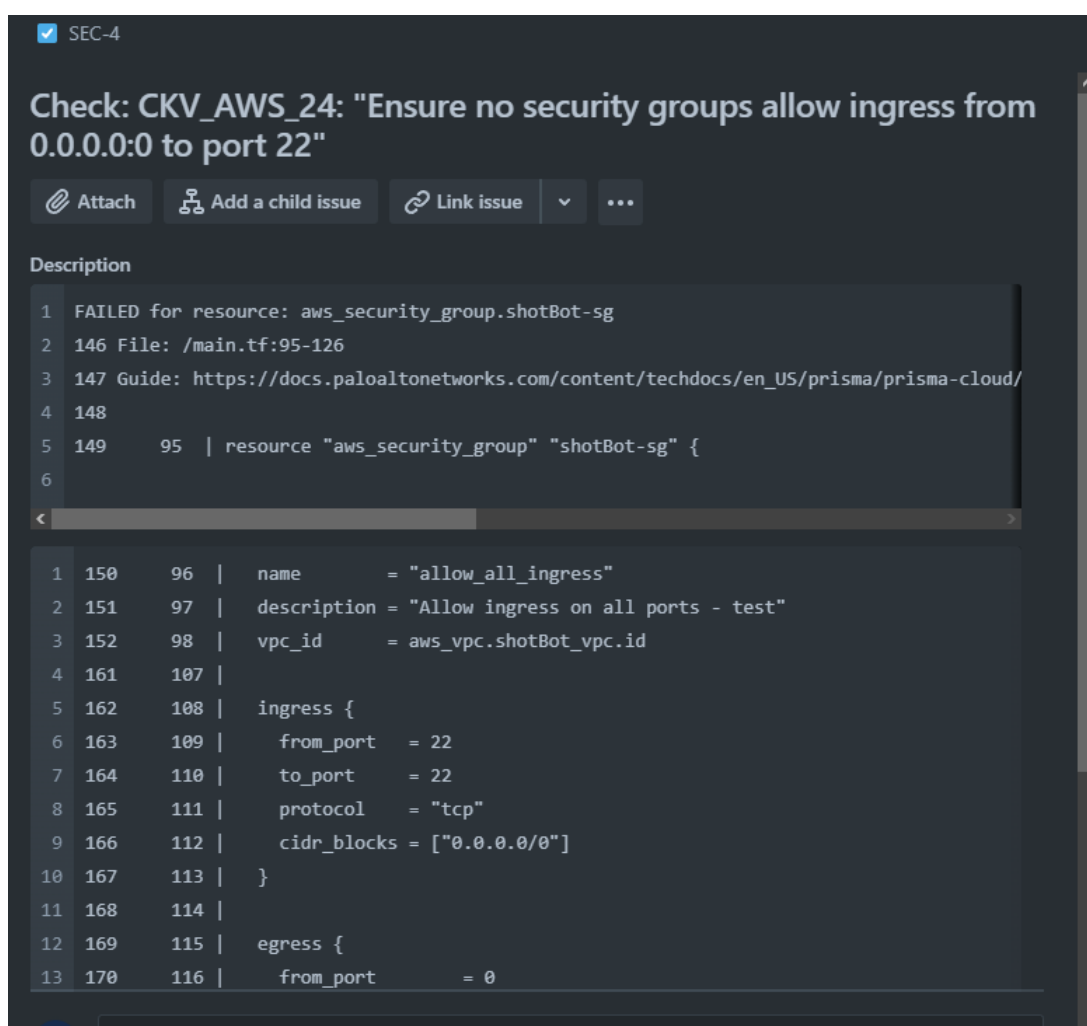 SEC-4
Check: CKV_AWS_24: "Ensure no security groups allow ingress from
0.0.0.0:0 to port 22"
Attach Add a child issue Link issue
Description
1 FAILED for resource: aws_security_group.shotBot-sg
2 146 File: /main.tf:95-126
3 147 Guide: https://docs.paloaltonetworks.com/content/techdocs/en_US/prisma/prisma-cloud/
4 148
5 149 95 | resource "aws_security_group" "shotBot-sg" {
6
1 150 96 | name = "allow_all_ingress"
2 151 97 | description = "Allow ingress on all ports - test"
3 152 98 | vpc_id = aws_vpc.shotBot_vpc.id
4 161 107 |
5 162 108 | ingress {
6 163 109 | from_port = 22
7 164 110 | to_port = 22
8 165 111 | protocol = "tcp"
9 166 112 | cidr_blocks = ["0.0.0.0/0"]
10 167 113 | }
11 168 114 |
12 169 115 | egress {
13 170 116 | from_port = 0